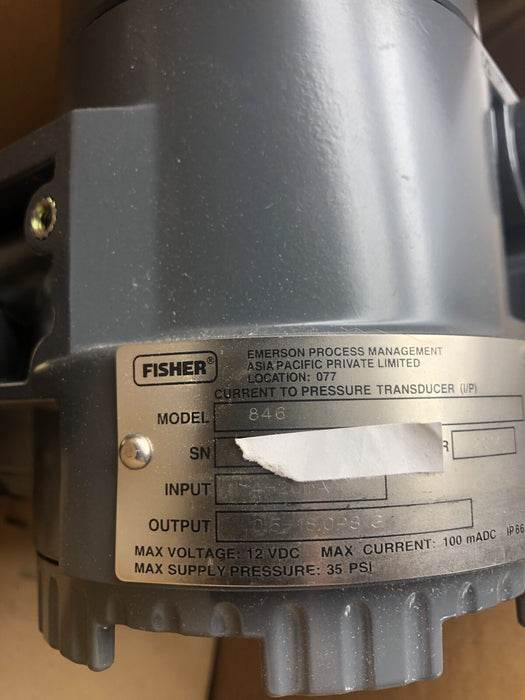 FISHER®
EMERSON PROCESS MANAGEMENT
ASIA PACIFIC PRIVATE LIMITED
LOCATION: 077
CURRENT TO PRESSURE TRANSDUCER (I/P)
MODEL 846
SN
INPUT
OUTPUT
MAX VOLTAGE: 12 VDC MAX CURRENT: 100 mADC IP66
MAX SUPPLY PRESSURE: 35 PSI